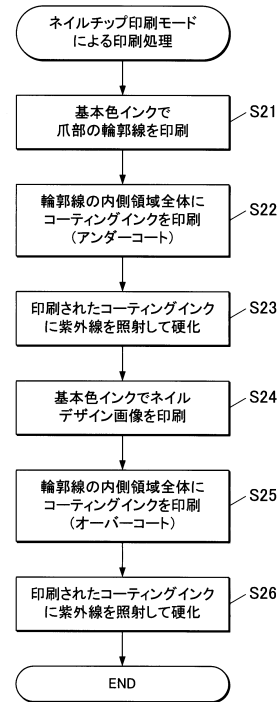 ネイルチップ印刷モード
による印刷処理
基本色インクで
爪部の輪郭線を印刷
S21
輪郭線の内側領域全体に
コーティングインクを印刷
(アンダーコート)
S22
印刷されたコーティングインク
に紫外線を照射して硬化
S23
基本色インクでネイル
デザイン画像を印刷
S24
輪郭線の内側領域全体に
コーティングインクを印刷
(オーバーコート)
S25
印刷されたコーティングインク
に紫外線を照射して硬化
S26
END